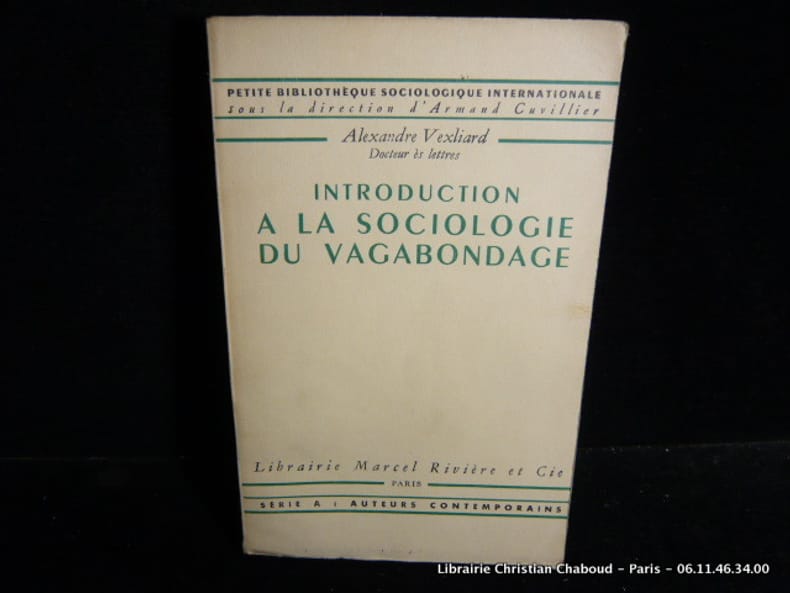 PETITE BIBLIOTHÈQUE SOCIOLOGIQUE INTERNATIONALE
sous la direction d'Armand Cuvillier
Alexandre Vexliard
Docteur ès lettres
INTRODUCTION
A LA SOCIOLOGIE
DU VAGABONDAGE
Librairie Marcel Rivière et Cie
PARIS
SÉRIE A : AUTEURS CONTEMPORAINS
Librairie Christian Chaboud - Paris - 06.11.46.34.00